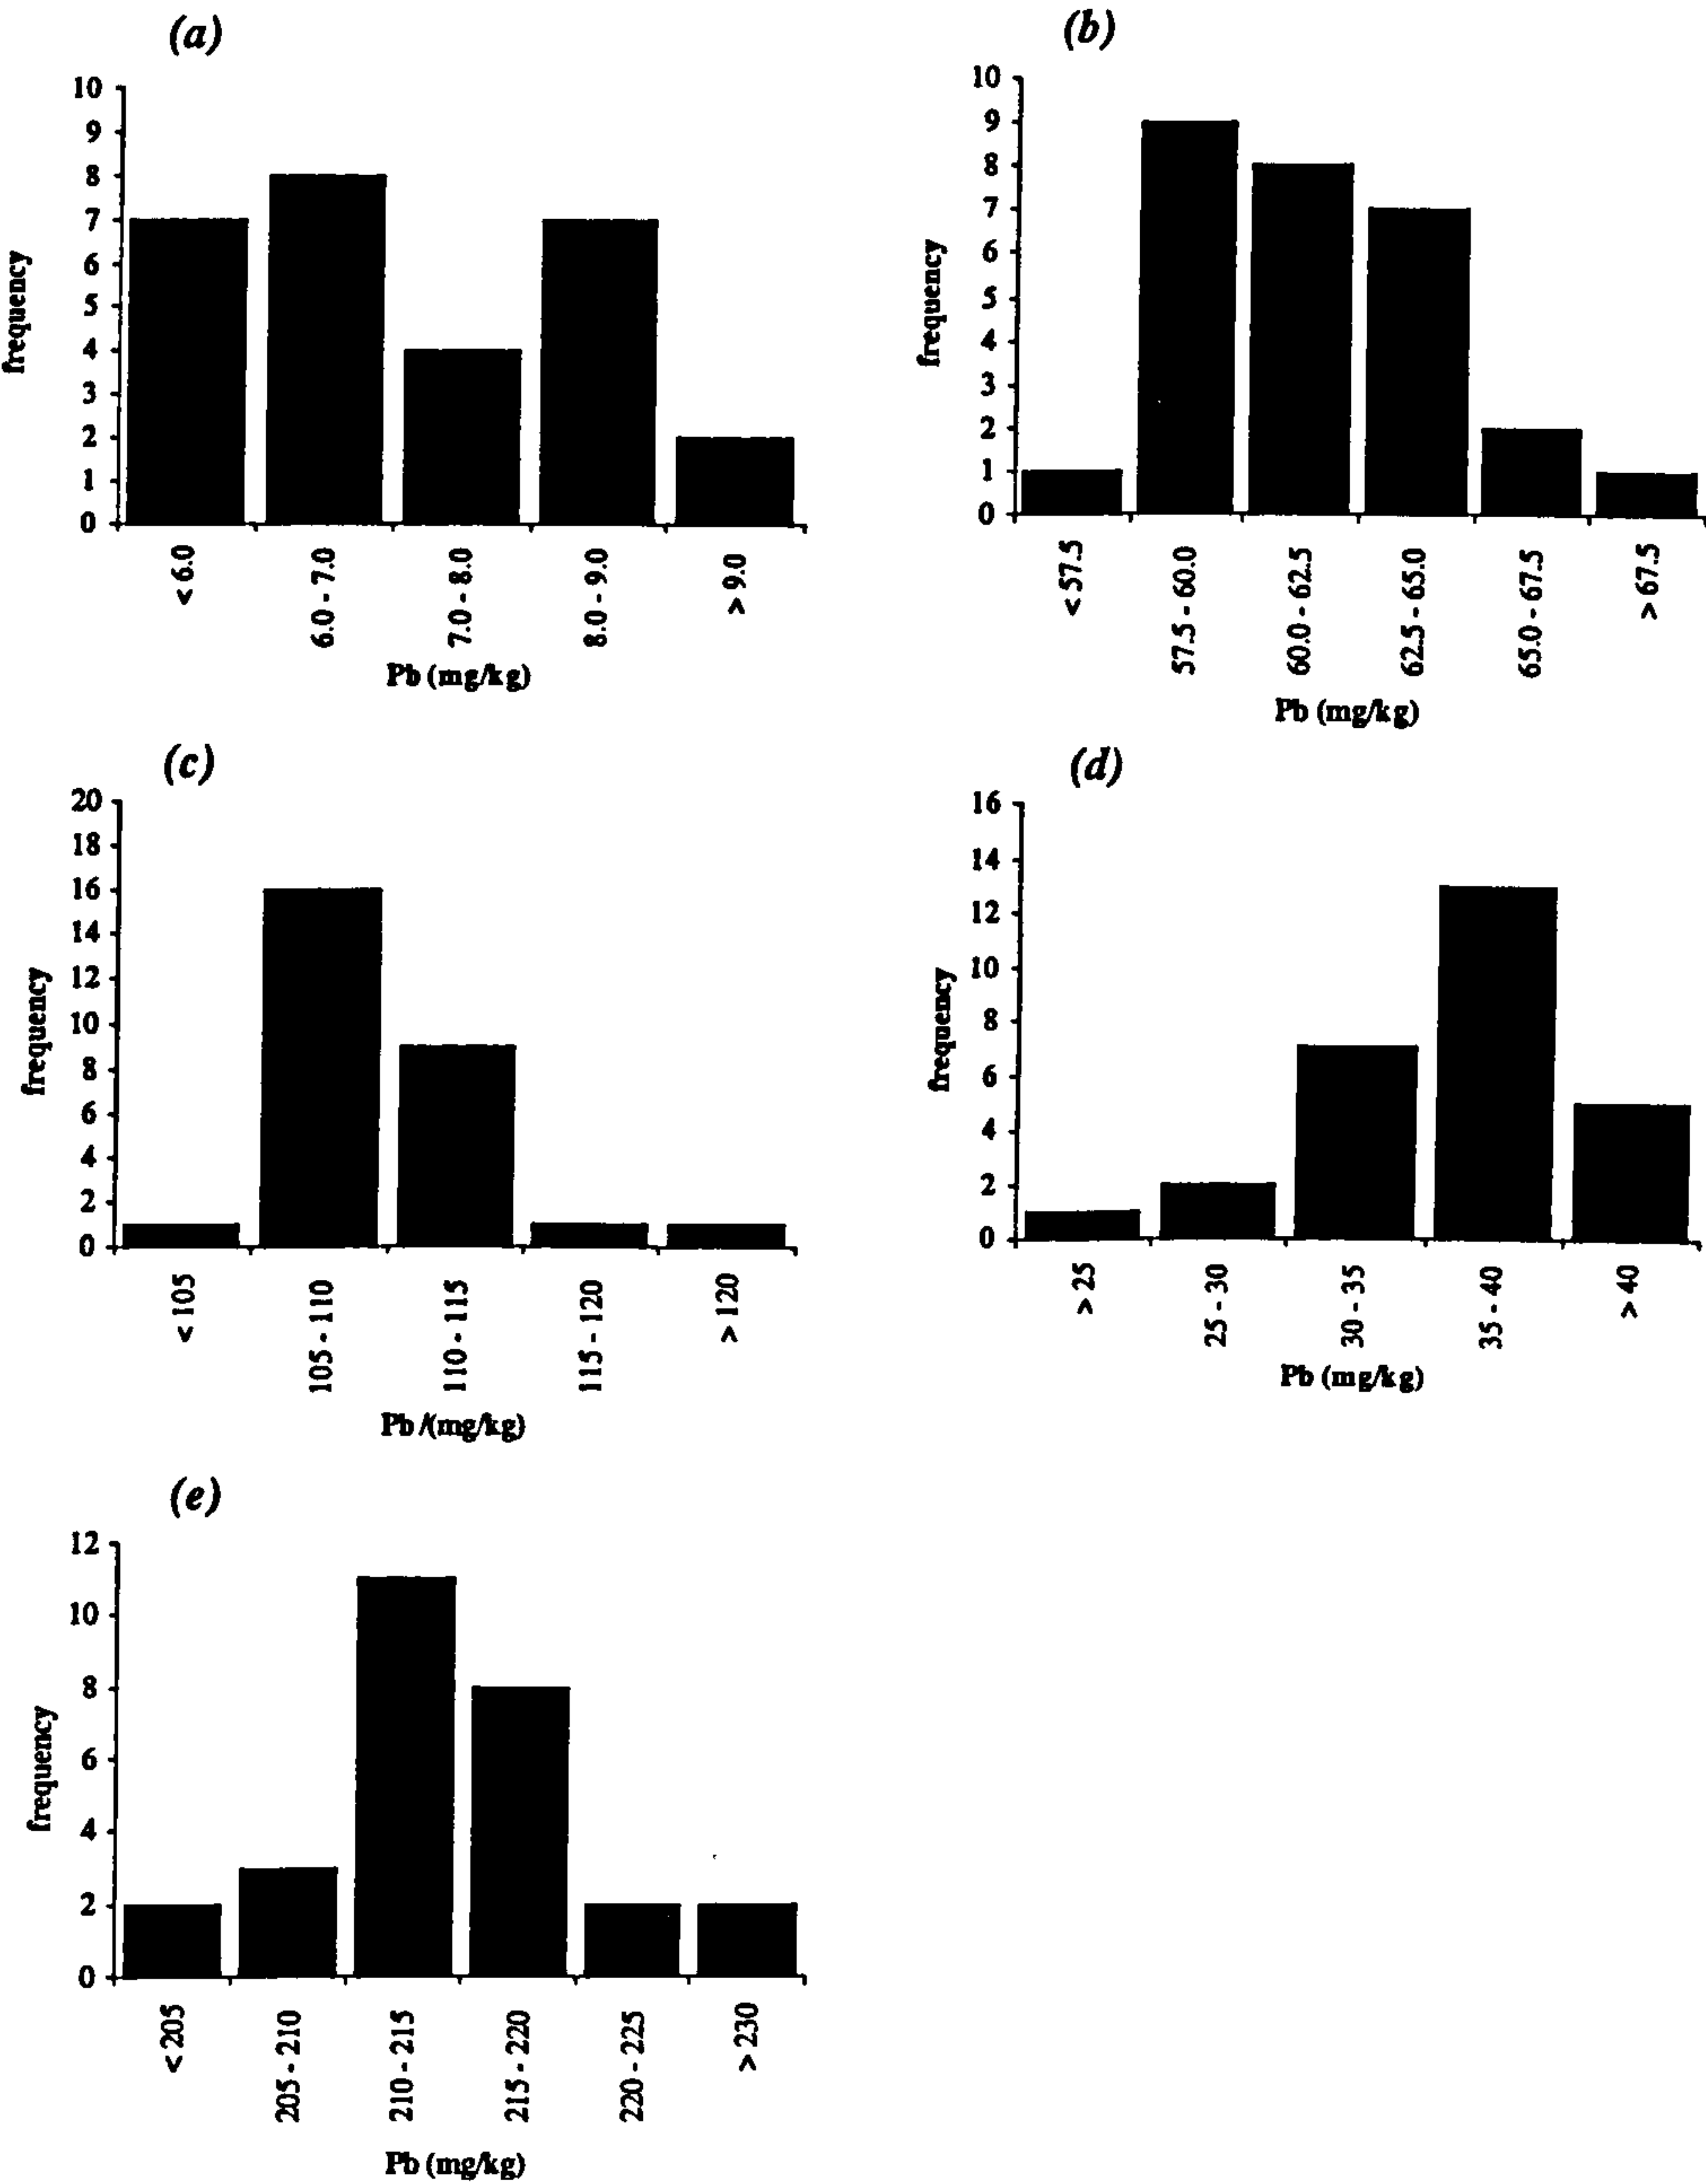 (a)
10
9
8
7
6
5
4
3
2
1
0
frequency
< 6.0
6.0 - 7.0
7.0 - 8.0
8.0 - 9.0
> 9.0
Pb (mg/kg)
(b)
10
9
8
7
6
5
4
3
2
1
0
frequency
< 57.5
57.5 - 60.0
60.0 - 62.5
62.5 - 65.0
65.0 - 67.5
> 67.5
Pb (mg/kg)
(c)
20
18
16
14
12
10
8
6
4
2
0
frequency
< 105
105 - 110
110 - 115
115 - 120
> 120
Pb /(mg/kg)
(d)
16
14
12
10
8
6
4
2
0
frequency
> 25
25 - 30
30 - 35
35 - 40
> 40
Pb (mg/kg)
(e)
12
10
8
6
4
2
0
frequency
< 205
205 - 210
210 - 215
215 - 220
220 - 225
> 230
Pb (mg/kg)